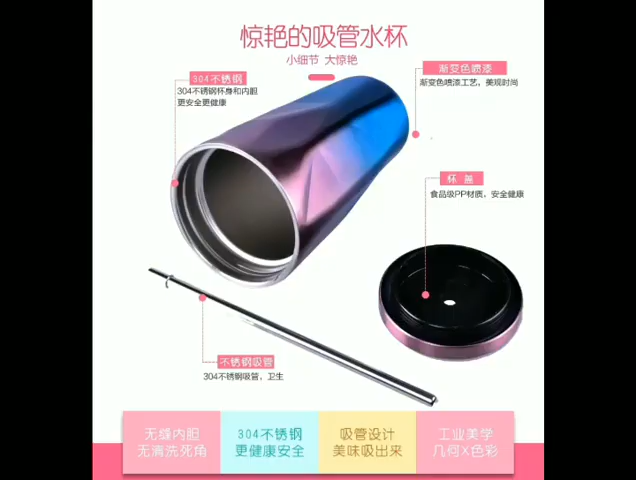 惊艳的吸管水杯
小细节 大惊艳
304不锈钢
304不锈钢杯身和内胆
更安全更健康
渐变色喷漆
渐变色喷漆工艺，美观时尚
杯 盖
食品级PP材质，安全健康
不锈钢吸管
304不锈钢吸管，卫生
无缝内胆
无清洗死角
304不锈钢
更健康安全
吸管设计
美味吸出来
工业美学
几何X色彩